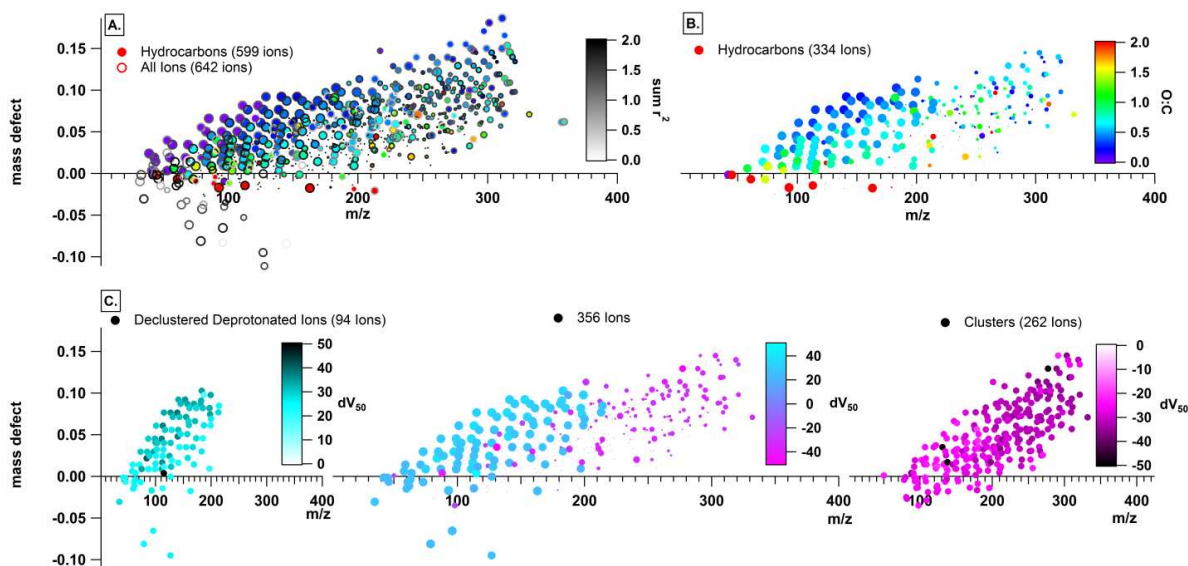 A.
Hydrocarbons (599 ions)
All Ions (642 ions)
mass defect
0.15
0.10
0.05
0.00
-0.05
-0.10
100
200
300
400
m/z
2.0
1.5
1.0
0.5
0.0
sum r²
B.
Hydrocarbons (334 Ions)
100
200
300
400
m/z
2.0
1.5
1.0
0.5
0.0
O:C
C.
Declustered Deprotonated Ions (94 Ions)
mass defect
0.15
0.10
0.05
0.00
-0.05
-0.10
100
200
300
400
m/z
50
40
30
20
10
0
dV50
356 Ions
100
200
300
400
m/z
40
20
0
-20
-40
dV50
Clusters (262 Ions)
100
200
300
400
m/z
0
-10
-20
-30
-40
-50
dV50